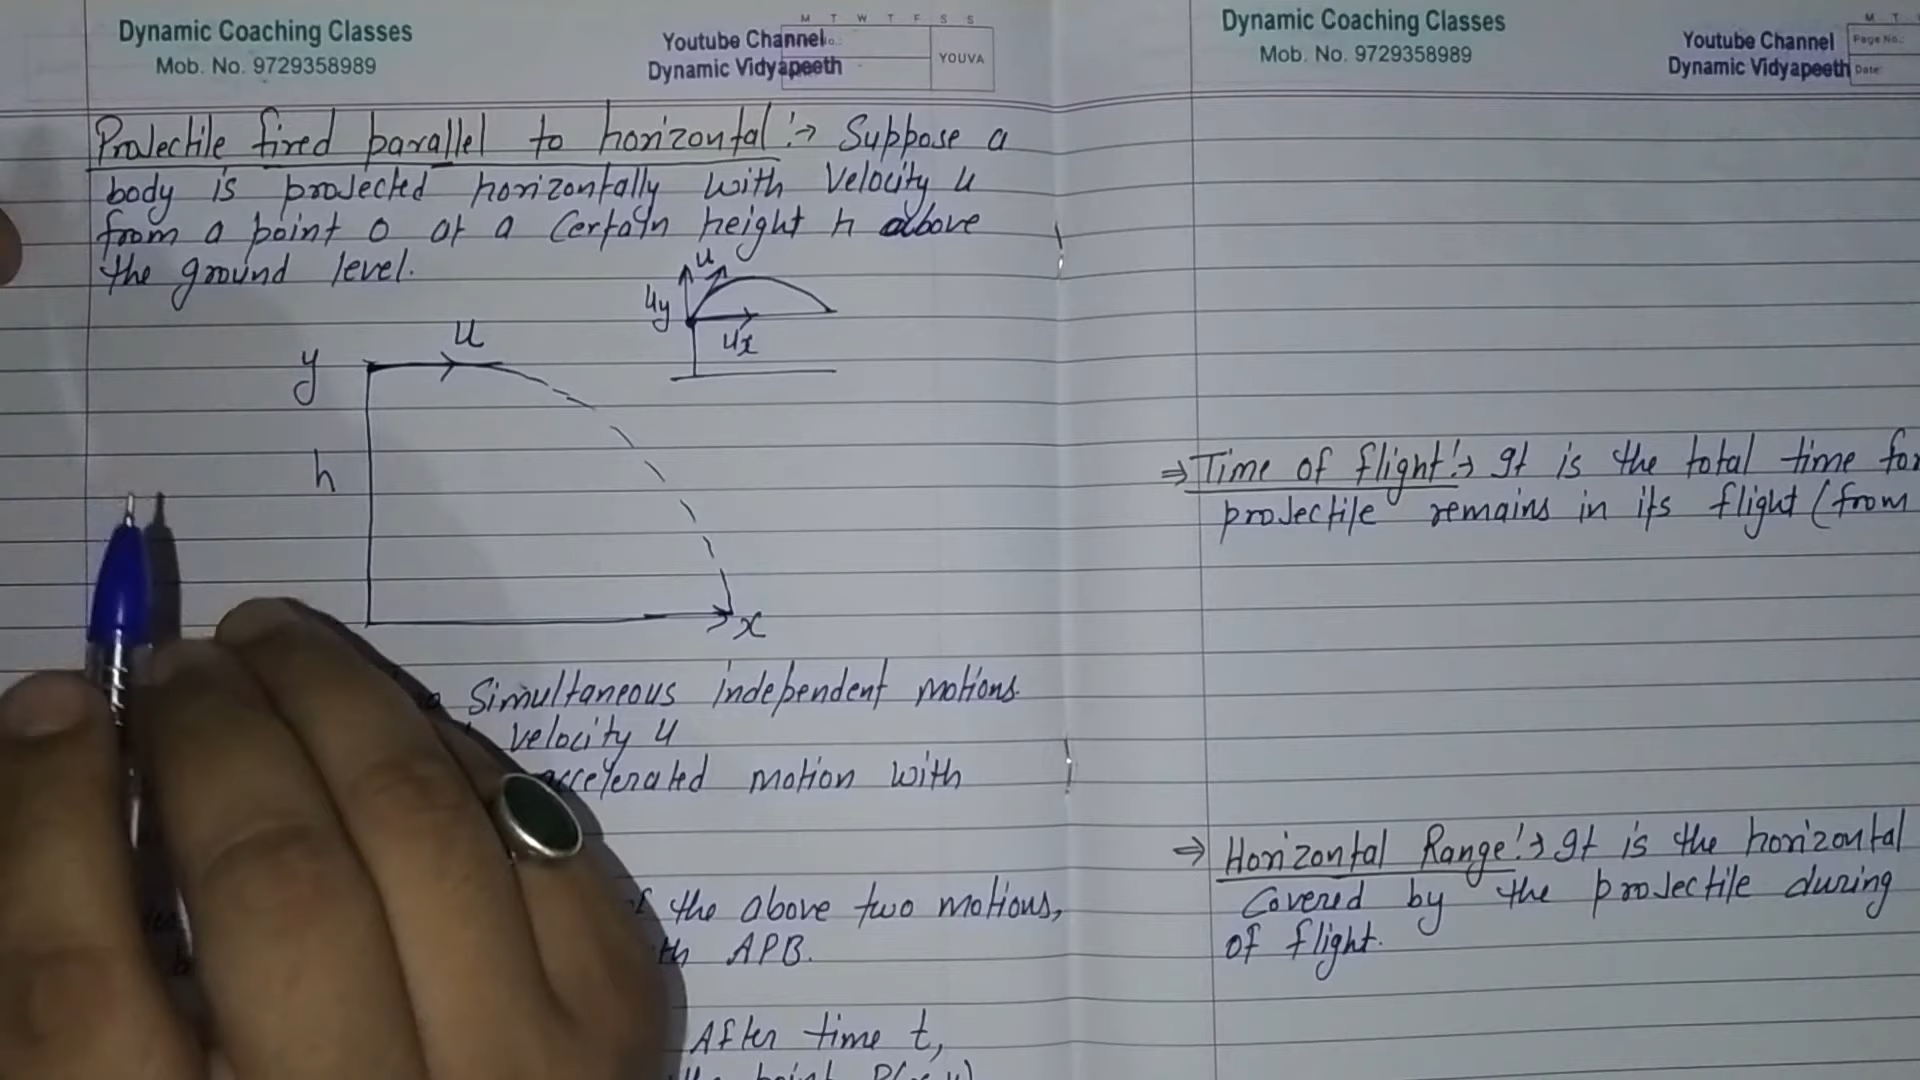 Dynamic Coaching Classes
Mob. No. 9729358989
Youtube Channel
Dynamic Vidyapeeth
M T W T F S S
YOUVA
Projectile fired parallel to horizontal :→ Suppose a
body is projected horizontally with velocity u
from a point O at a certain height h above
the ground level.
u
uy
ux
u
y
h
x
Simultaneous independent motions.
velocity u
accelerated motion with
the above two motions,
APB.
After time t,
point P(x, y)
Dynamic Coaching Classes
Mob. No. 9729358989
Youtube Channel
Dynamic Vidyapeeth
M T
Page No.:
Date:
⇒ Time of flight :→ It is the total time for
projectile remains in its flight (from
⇒ Horizontal Range :→ It is the horizontal
covered by the projectile during
of flight.